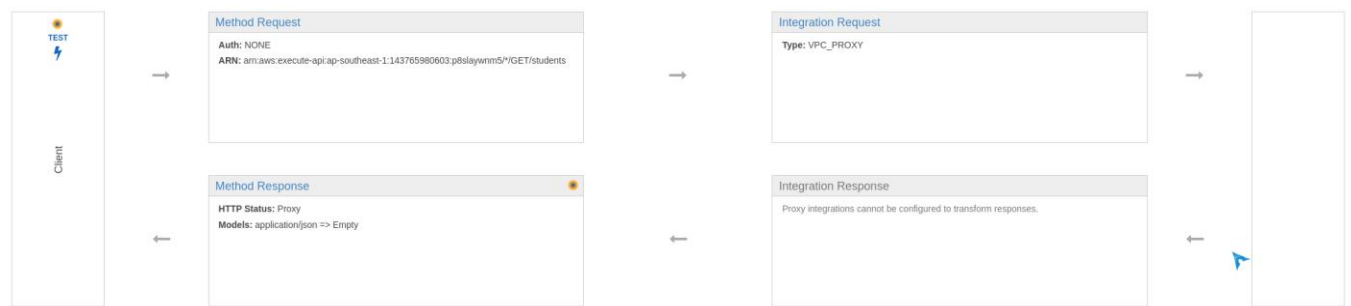 TEST
Client
Method Request
Auth: NONE
ARN: arn:aws:execute-api:ap-southeast-1:143765980603:p8slaywnm5/*/GET/students
Integration Request
Type: VPC_PROXY
Method Response
HTTP Status: Proxy
Models: application/json => Empty
Integration Response
Proxy integrations cannot be configured to transform responses.